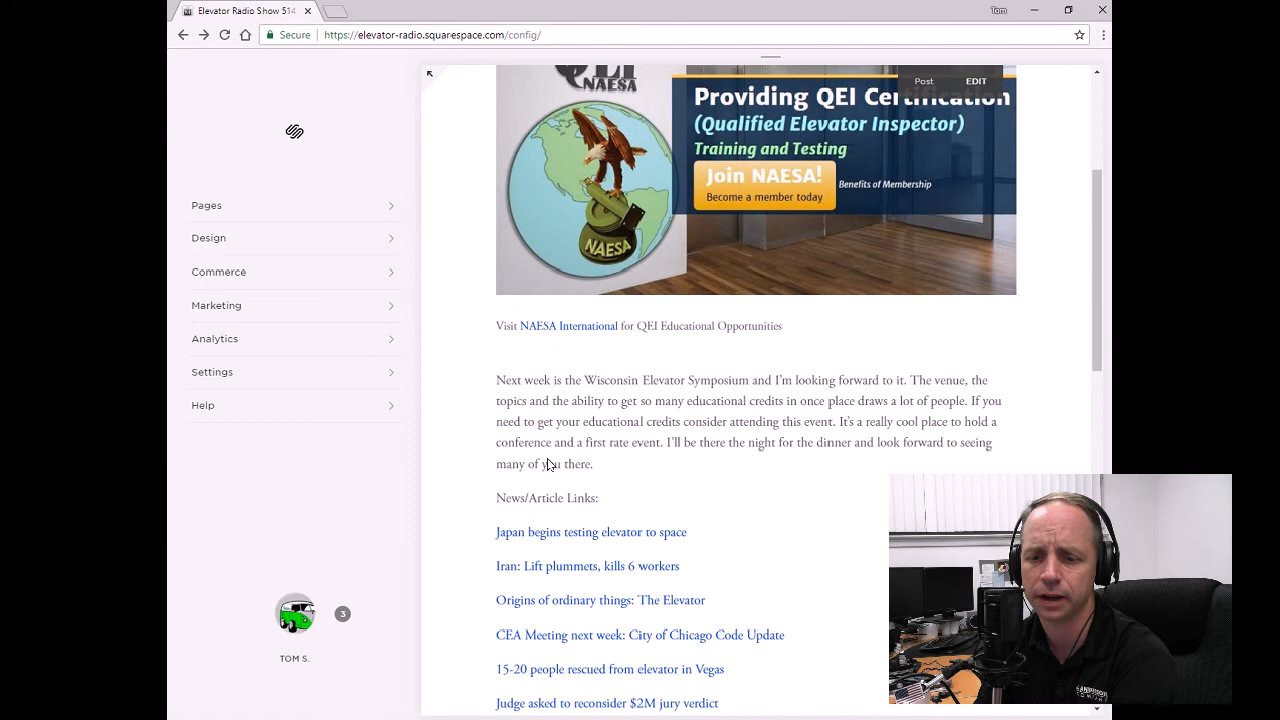 Elevator Radio Show 514
Tom
Secure
https://elevator-radio.squarespace.com/config/
Post
EDIT
QEI
NAESA
Providing QEI Certification
(Qualified Elevator Inspector)
Training and Testing
Join NAESA!
Become a member today
Benefits of Membership
NAESA
Pages
Design
Commerce
Marketing
Analytics
Settings
Help
3
TOM S.
Visit NAESA International for QEI Educational Opportunities
Next week is the Wisconsin Elevator Symposium and I'm looking forward to it. The venue, the
topics and the ability to get so many educational credits in once place draws a lot of people. If you
need to get your educational credits consider attending this event. It's a really cool place to hold a
conference and a first rate event. I'll be there the night for the dinner and look forward to seeing
many of you there.
News/Article Links:
Japan begins testing elevator to space
Iran: Lift plummets, kills 6 workers
Origins of ordinary things: The Elevator
CEA Meeting next week: City of Chicago Code Update
15-20 people rescued from elevator in Vegas
Judge asked to reconsider $2M jury verdict